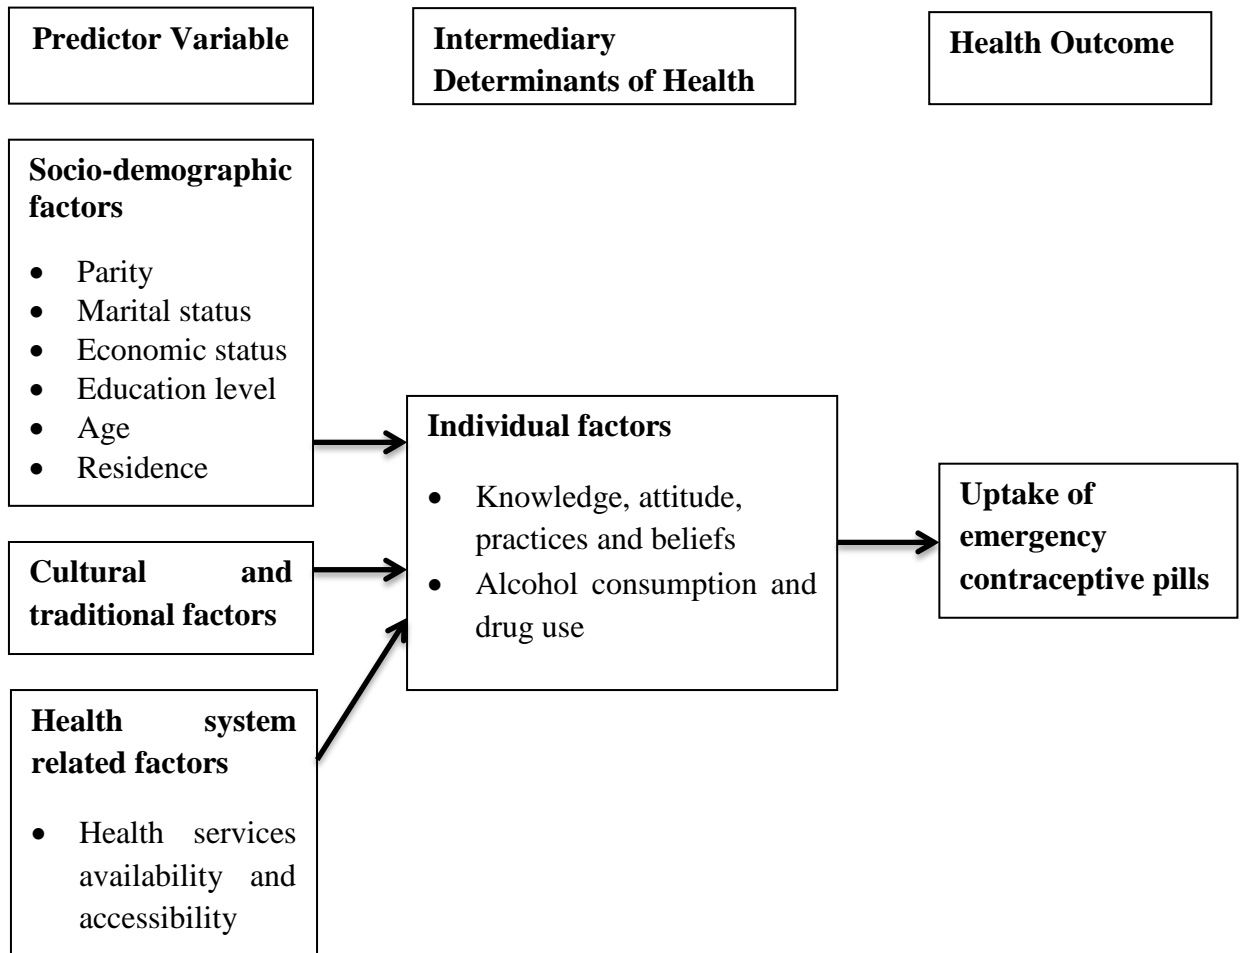 Predictor Variable
Intermediary
Determinants of Health
Health Outcome
Socio-demographic
factors
• Parity
• Marital status
• Economic status
• Education level
• Age
• Residence
Cultural and
traditional factors
Health system
related factors
• Health services
availability and
accessibility
Individual factors
• Knowledge, attitude,
practices and beliefs
• Alcohol consumption and
drug use
Uptake of
emergency
contraceptive pills